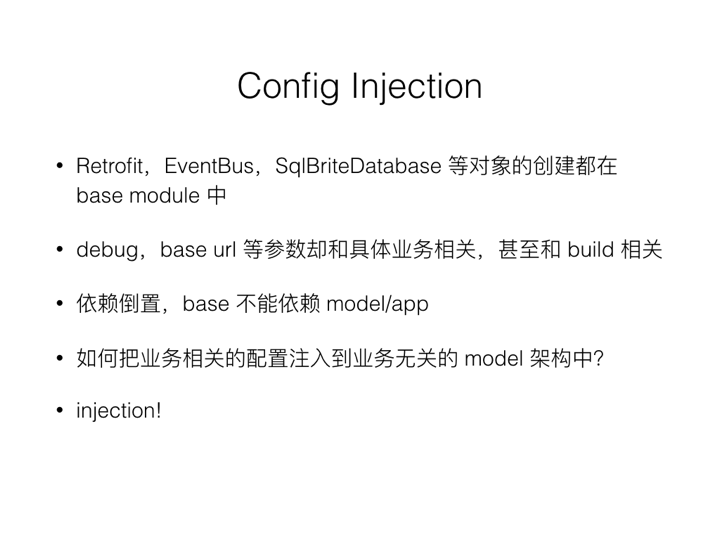 Config Injection
• Retrofit，EventBus，SqlBriteDatabase 等对象的创建都在
base module 中
• debug，base url 等参数却和具体业务相关，甚至和 build 相关
• 依赖倒置，base 不能依赖 model/app
• 如何把业务相关的配置注入到业务无关的 model 架构中？
• injection!